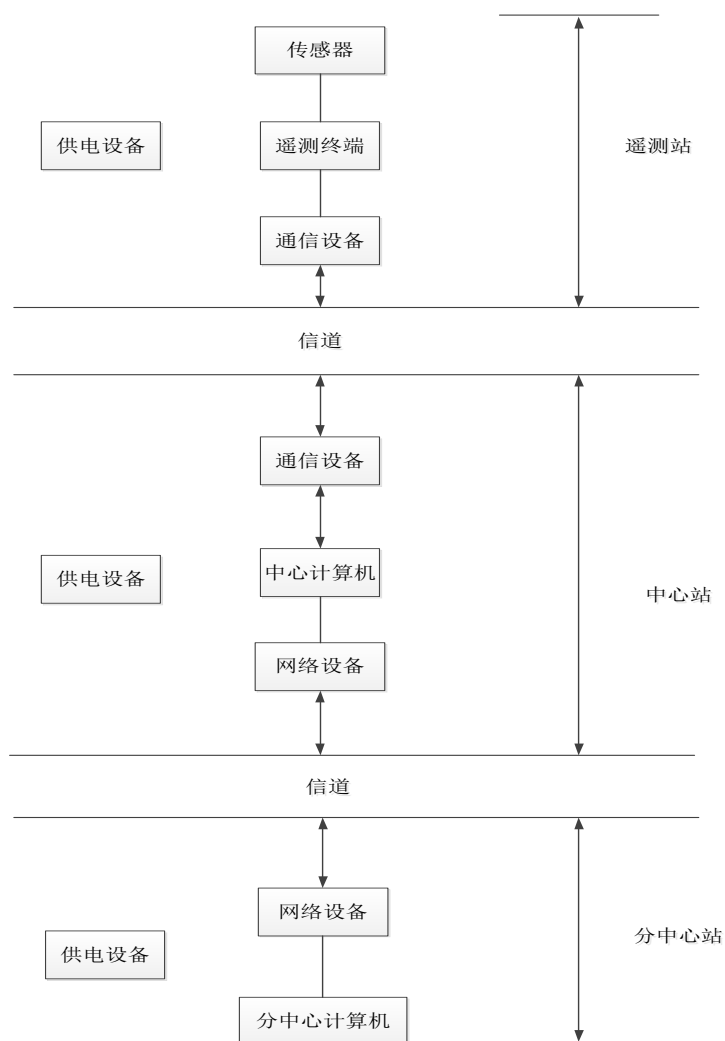 传感器
供电设备
遥测终端
遥测站
通信设备
信道
通信设备
供电设备
中心计算机
中心站
网络设备
信道
网络设备
供电设备
分中心站
分中心计算机